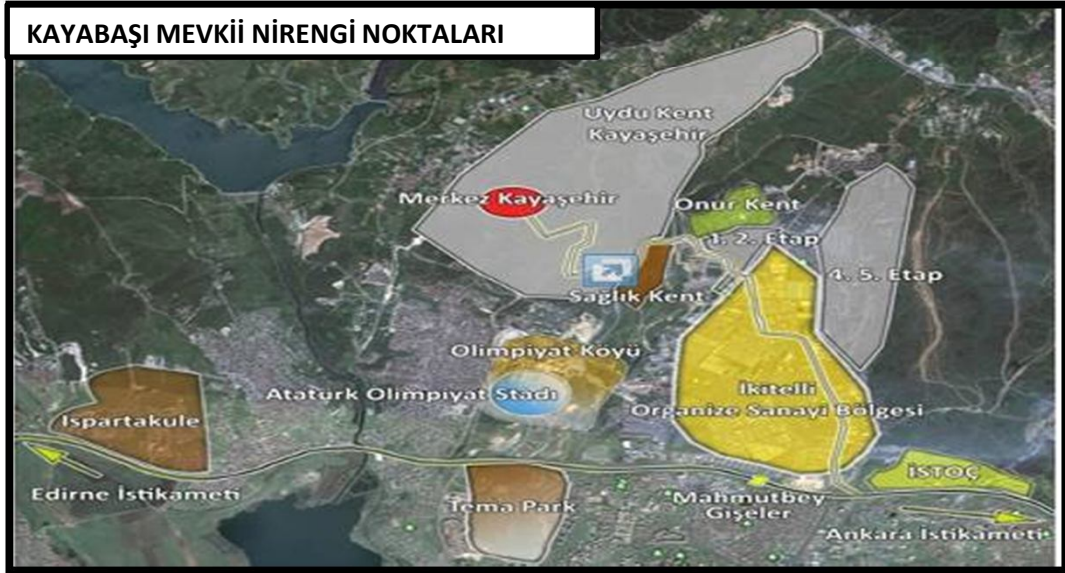 KAYABAŞI MEVKİİ NİRENGİ NOKTALARI
Uydu Kent
Kayaşehir
Merkez Kayaşehir
Onur Kent
1. 2. Etap
4. 5. Etap
Sağlık Kent
Olimpiyat Köyü
Atatürk Olimpiyat Stadı
İkitelli
Organize Sanayi Bölgesi
Ispartakule
İSTOÇ
Edirne İstikameti
Tema Park
Mahmutbey
Gişeler
Ankara İstikameti